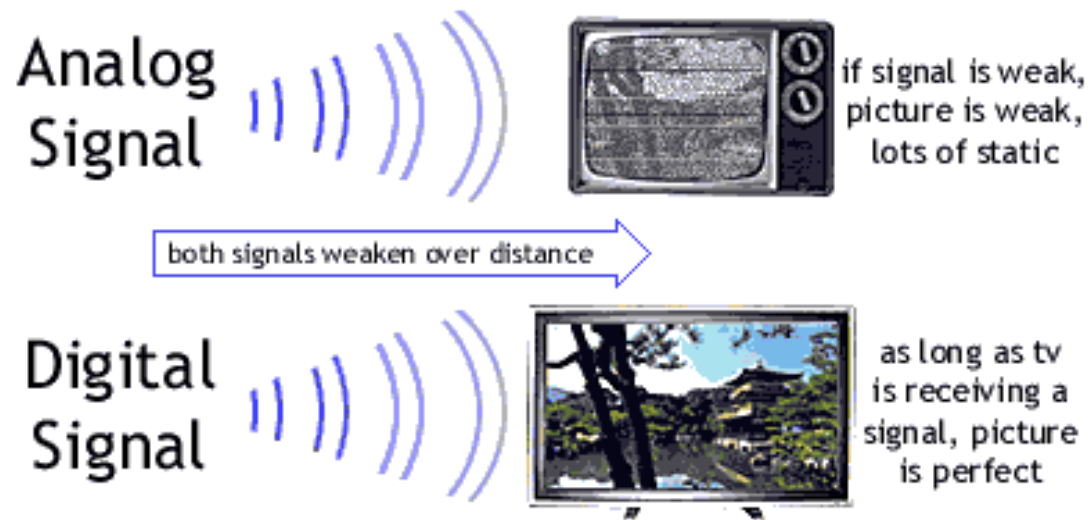 Analog
Signal
if signal is weak,
picture is weak,
lots of static
both signals weaken over distance
Digital
Signal
as long as tv
is receiving a
signal, picture
is perfect